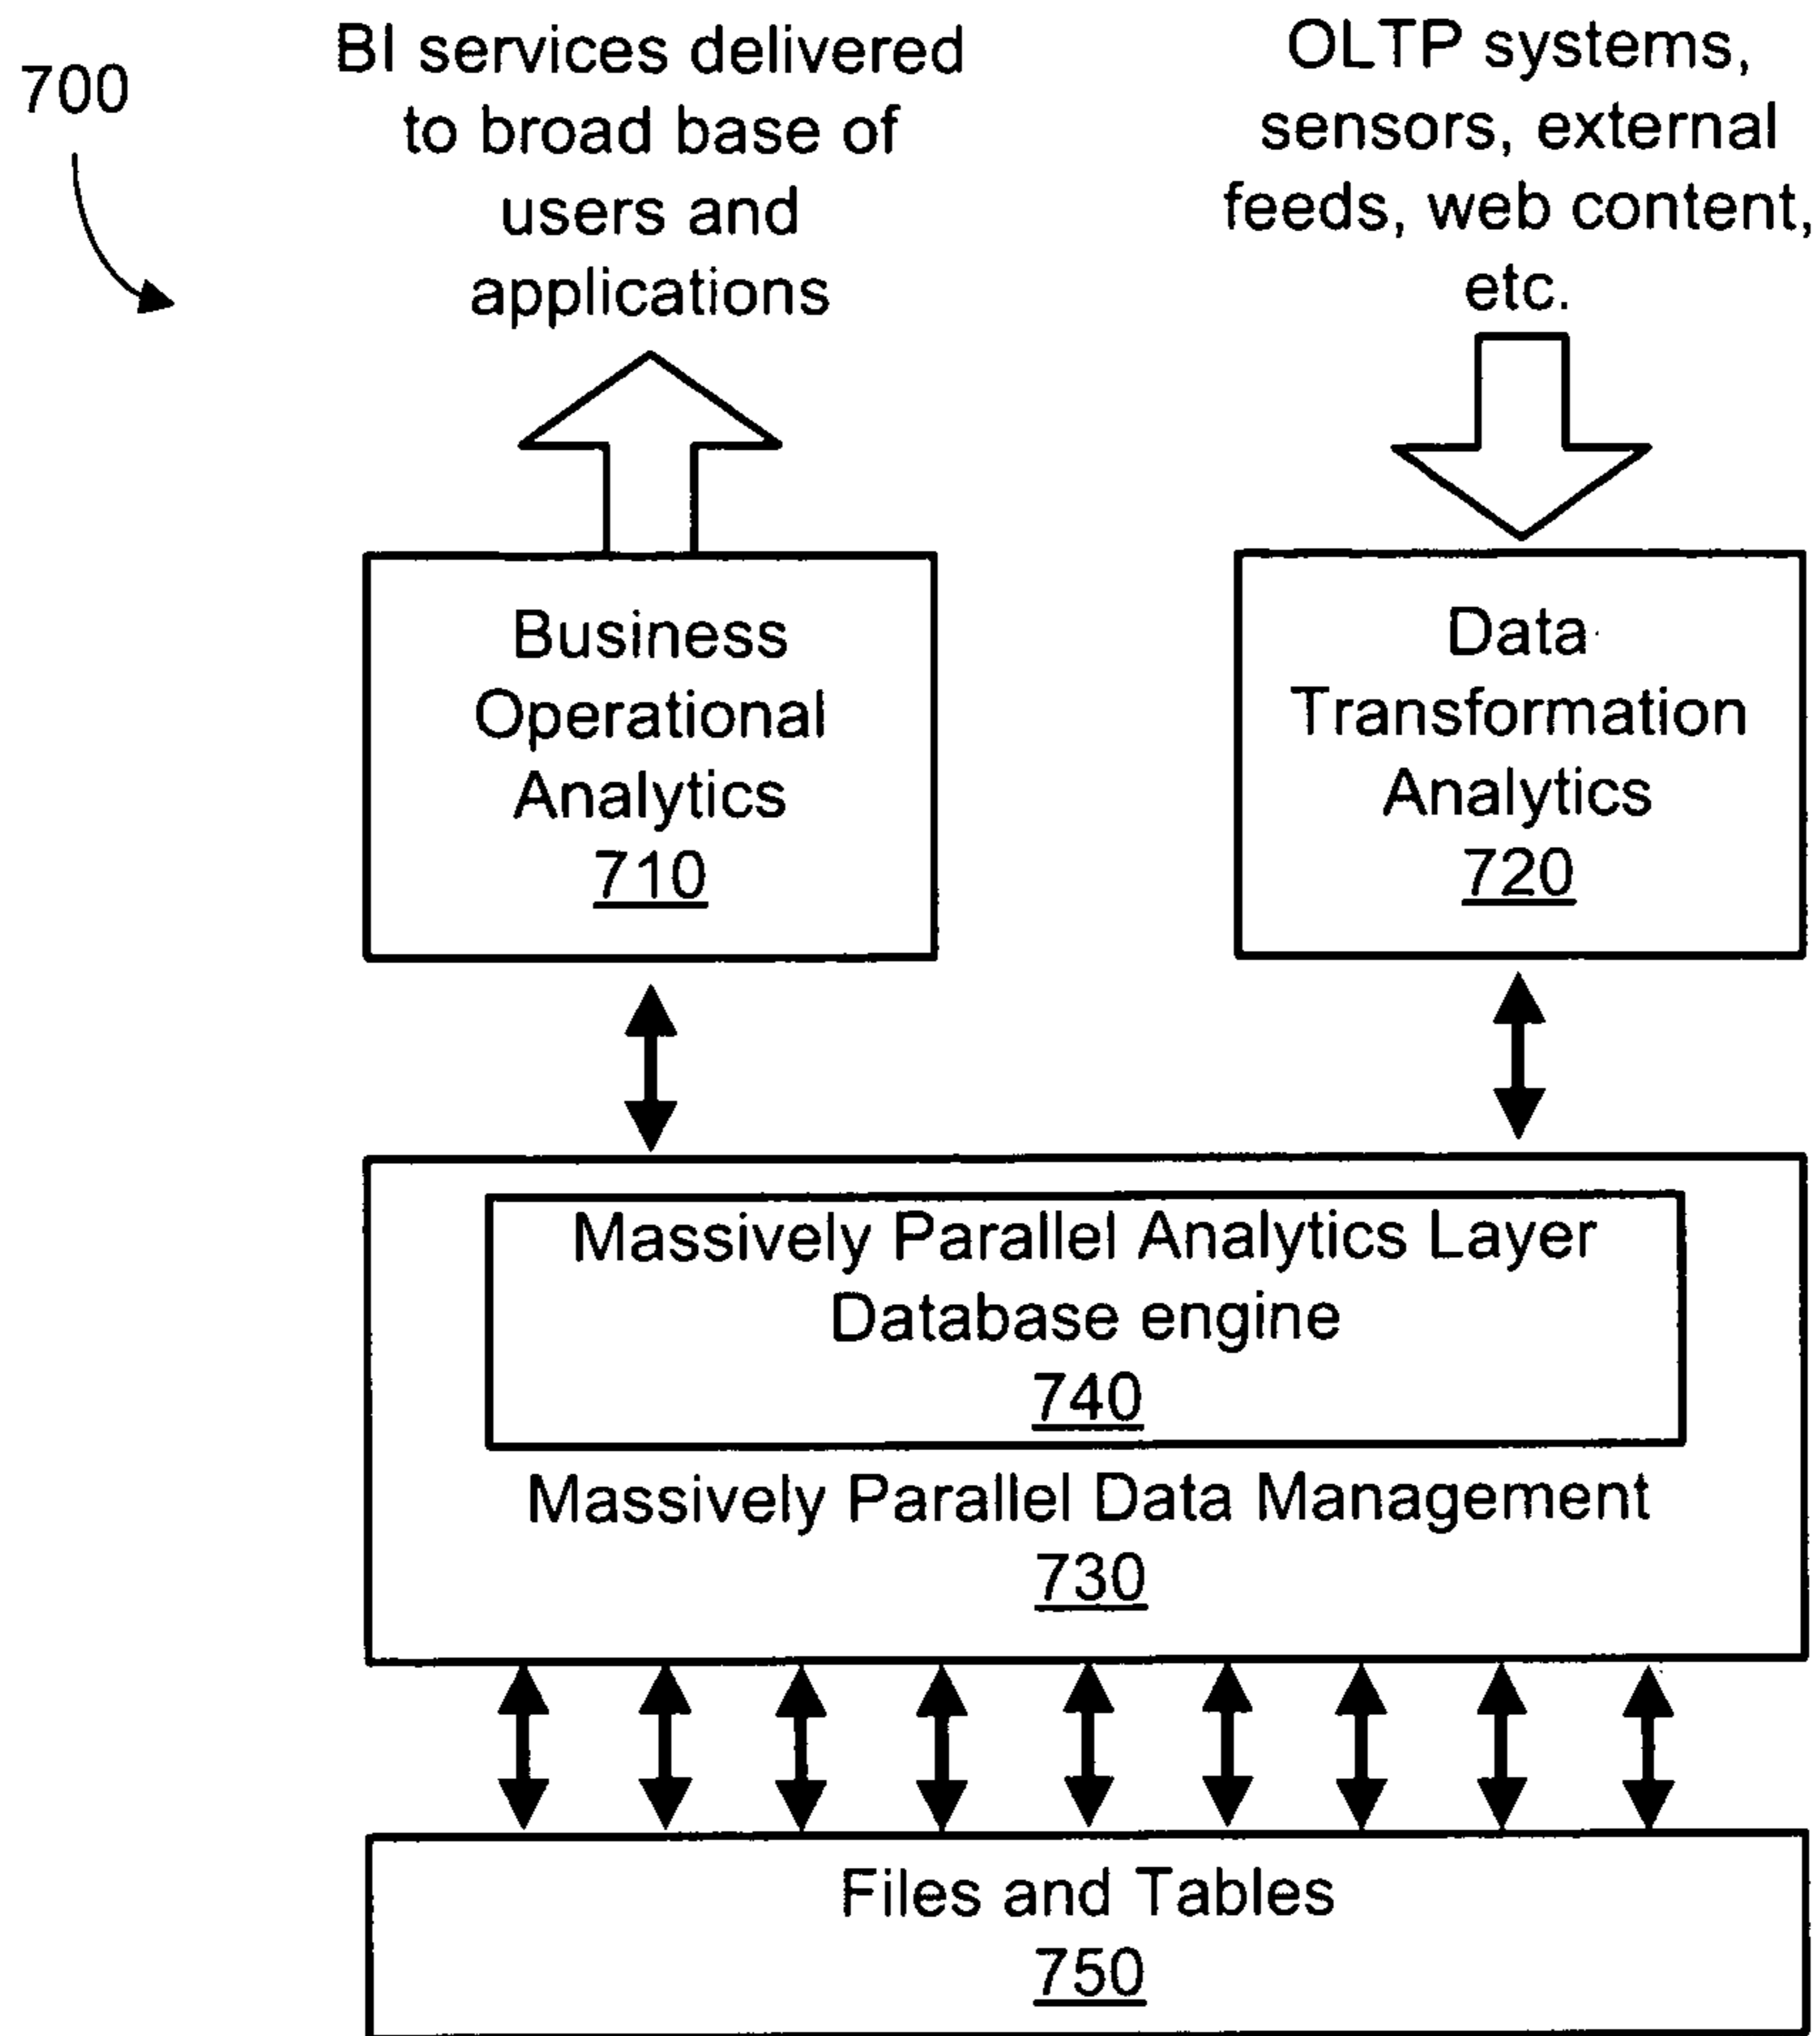 700
BI services delivered
to broad base of
users and
applications
OLTP systems,
sensors, external
feeds, web content,
etc.
Business
Operational
Analytics
710
Data
Transformation
Analytics
720
Massively Parallel Analytics Layer
Database engine
740
Massively Parallel Data Management
730
Files and Tables
750